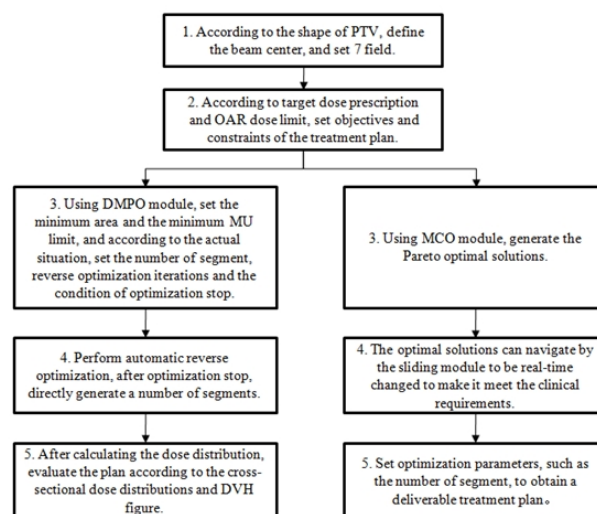 1. According to the shape of PTV, define
the beam center, and set 7 field.
2. According to target dose prescription
and OAR dose limit, set objectives and
constraints of the treatment plan.
3. Using DMPO module, set the
minimum area and the minimum MU
limit, and according to the actual
situation, set the number of segment,
reverse optimization iterations and the
condition of optimization stop.
4. Perform automatic reverse
optimization, after optimization stop,
directly generate a number of segments.
5. After calculating the dose distribution,
evaluate the plan according to the cross-
sectional dose distributions and DVH
figure.
3. Using MCO module, generate the
Pareto optimal solutions.
4. The optimal solutions can navigate by
the sliding module to be real-time
changed to make it meet the clinical
requirements.
5. Set optimization parameters, such as
the number of segment, to obtain a
deliverable treatment plan。